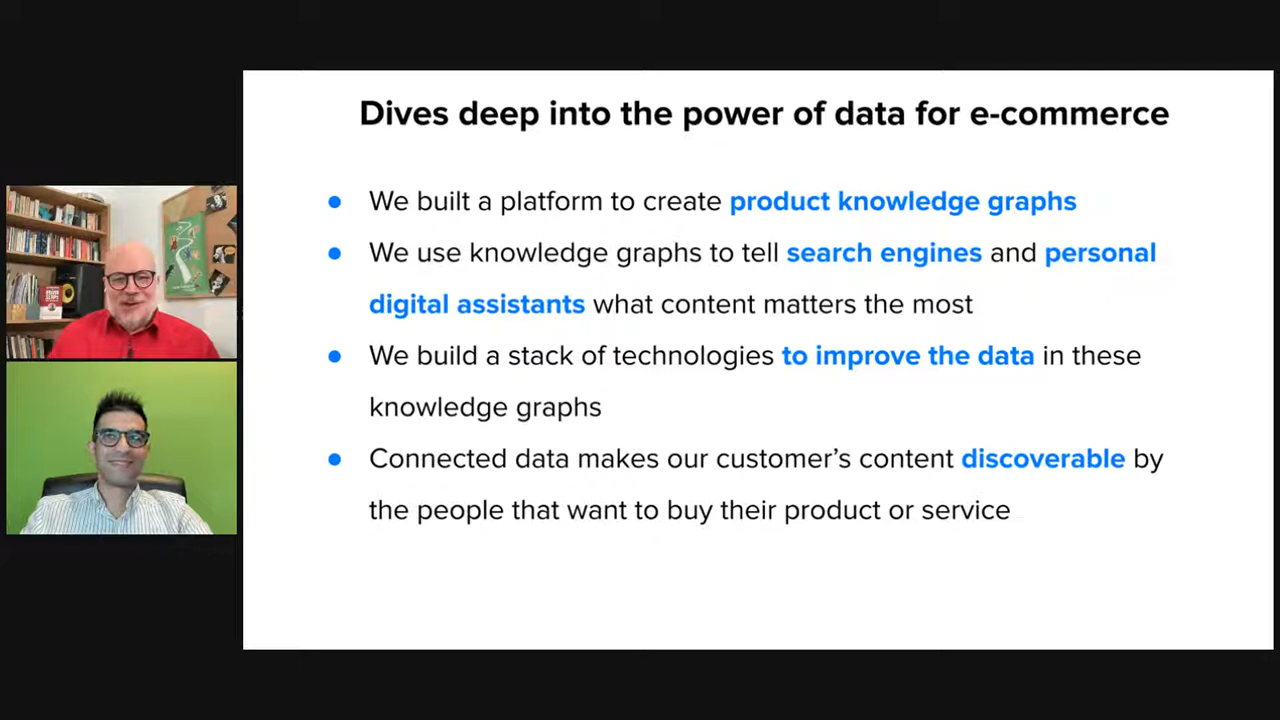 Dives deep into the power of data for e-commerce
We built a platform to create product knowledge graphs
We use knowledge graphs to tell search engines and personal
digital assistants what content matters the most
We build a stack of technologies to improve the data in these
knowledge graphs
Connected data makes our customer’s content discoverable by
the people that want to buy their product or service